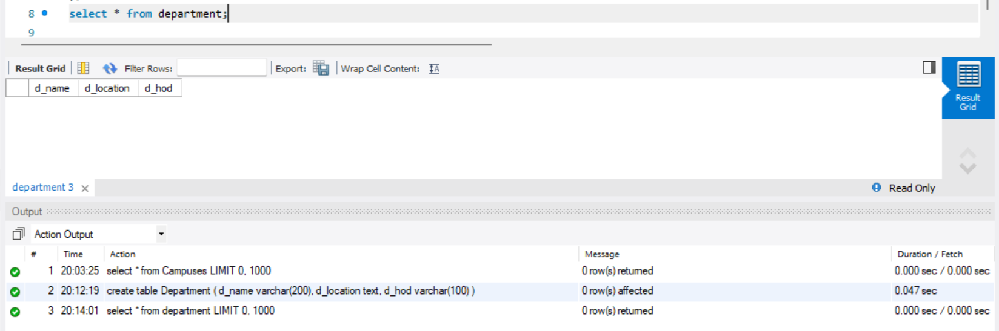 8 select * from department;
9
Result Grid Filter Rows: Export: Wrap Cell Content:
d_name d_location d_hod
Result
Grid
department 3 Read Only
Output
Action Output
# Time Action Message Duration / Fetch
1 20:03:25 select * from Campuses LIMIT 0, 1000 0 row(s) returned 0.000 sec / 0.000 sec
2 20:12:19 create table Department ( d_name varchar(200), d_location text, d_hod varchar(100) ) 0 row(s) affected 0.047 sec
3 20:14:01 select * from department LIMIT 0, 1000 0 row(s) returned 0.000 sec / 0.000 sec